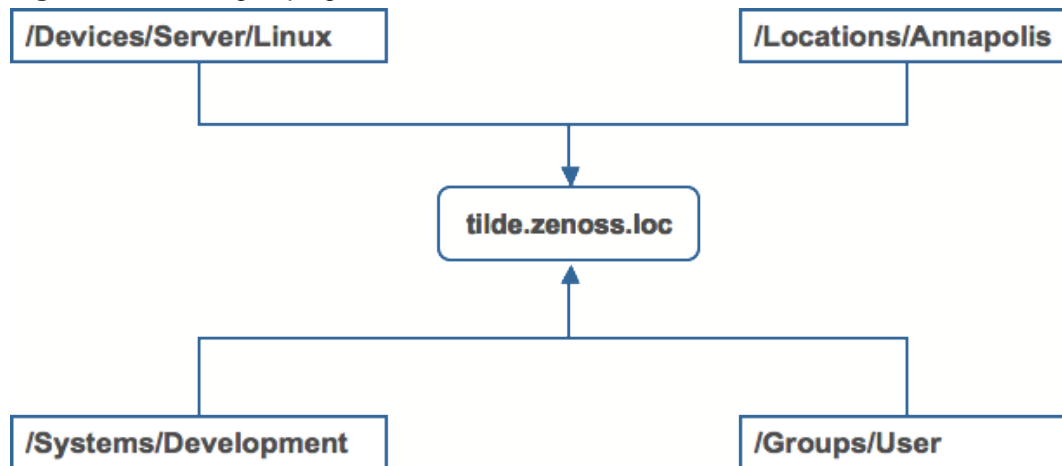 /Devices/Server/Linux
/Locations/Annapolis
tilde.zenoss.loc
/Systems/Development
/Groups/User